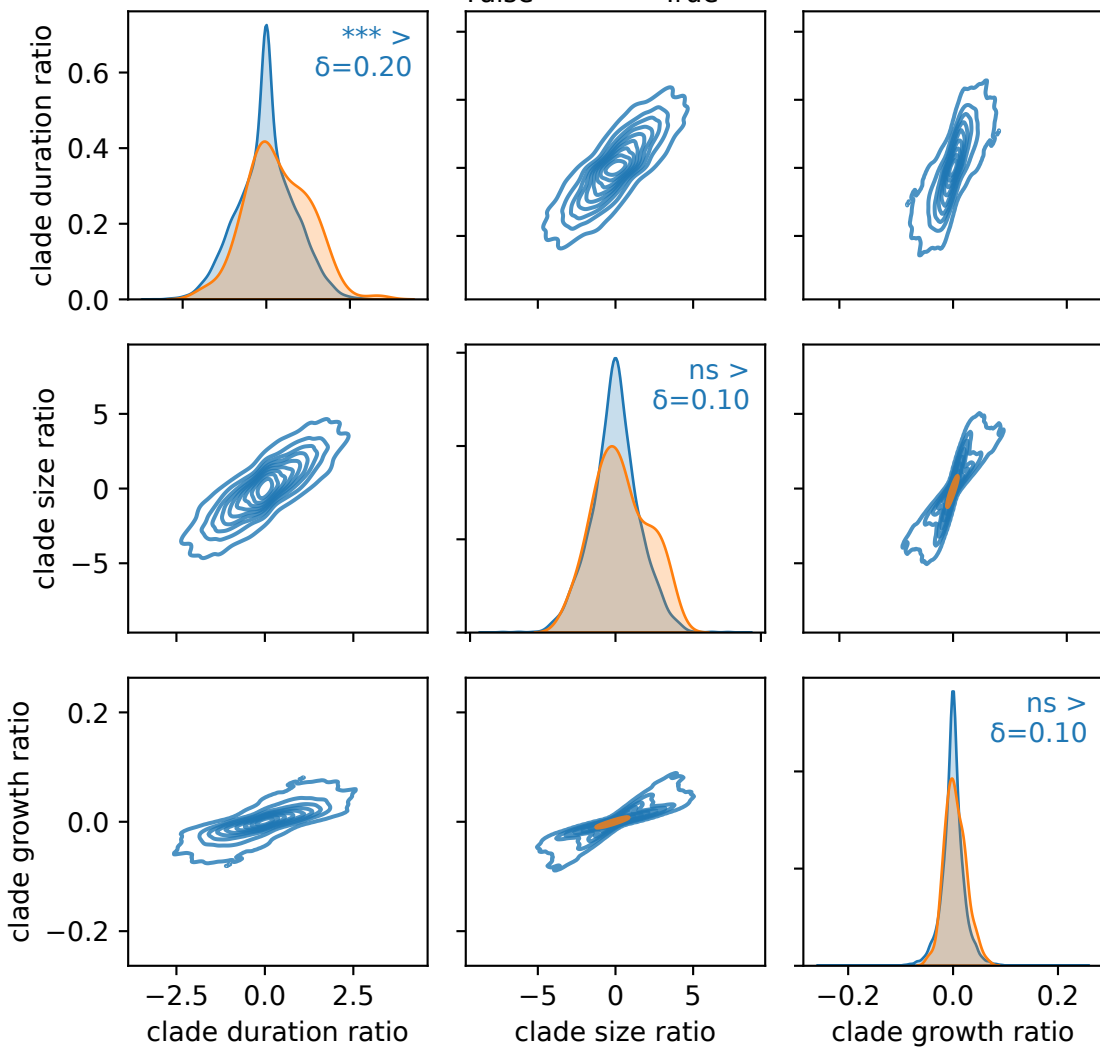 False True
clade duration ratio
0.6
0.4
0.2
0.0
*** >
δ=0.20
clade size ratio
5
0
−5
ns >
δ=0.10
clade growth ratio
0.2
0.0
−0.2
ns >
δ=0.10
−2.5 0.0 2.5
−5 0 5
−0.2 0.0 0.2
clade duration ratio
clade size ratio
clade growth ratio